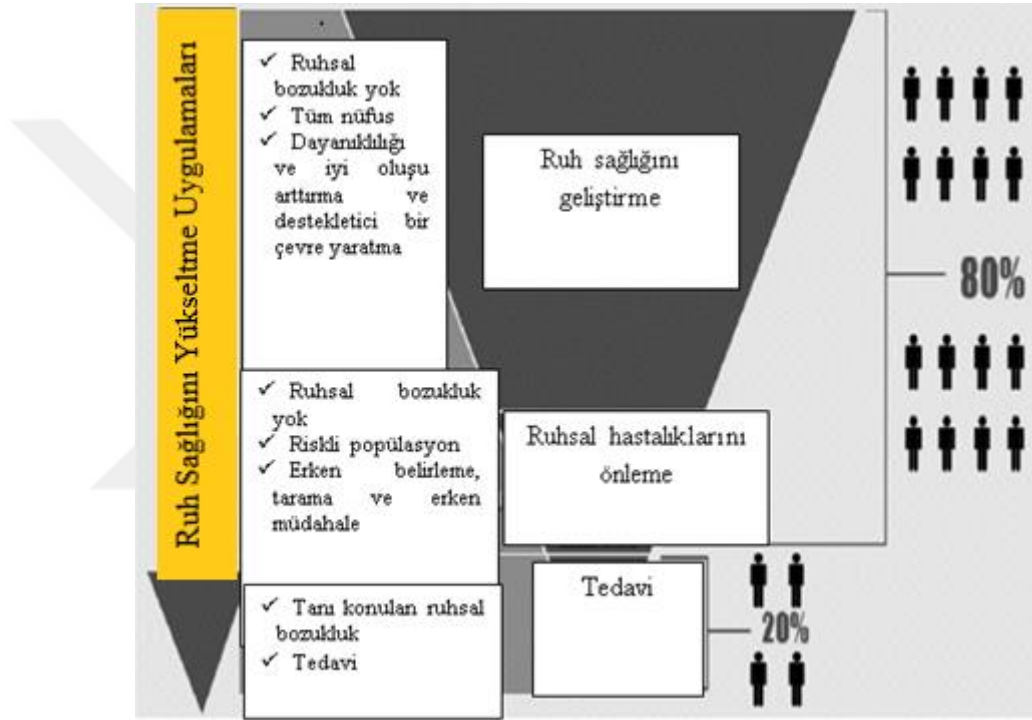 Ruh Sağlığını Yükseltme Uygulamaları
✓ Ruhsal
bozukluk yok
✓ Tüm nüfus
✓ Dayanıklılığı
ve iyi oluşu
arttırma ve
destekletici bir
çevre yaratma
Ruh sağlığını
geliştirme
80%
✓ Ruhsal bozukluk
yok
✓ Riskli popülasyon
✓ Erken belirleme,
tarama ve erken
müdahale
Ruhsal hastalıklarını
önleme
✓ Tanı konulan ruhsal
bozukluk
✓ Tedavi
Tedavi
20%